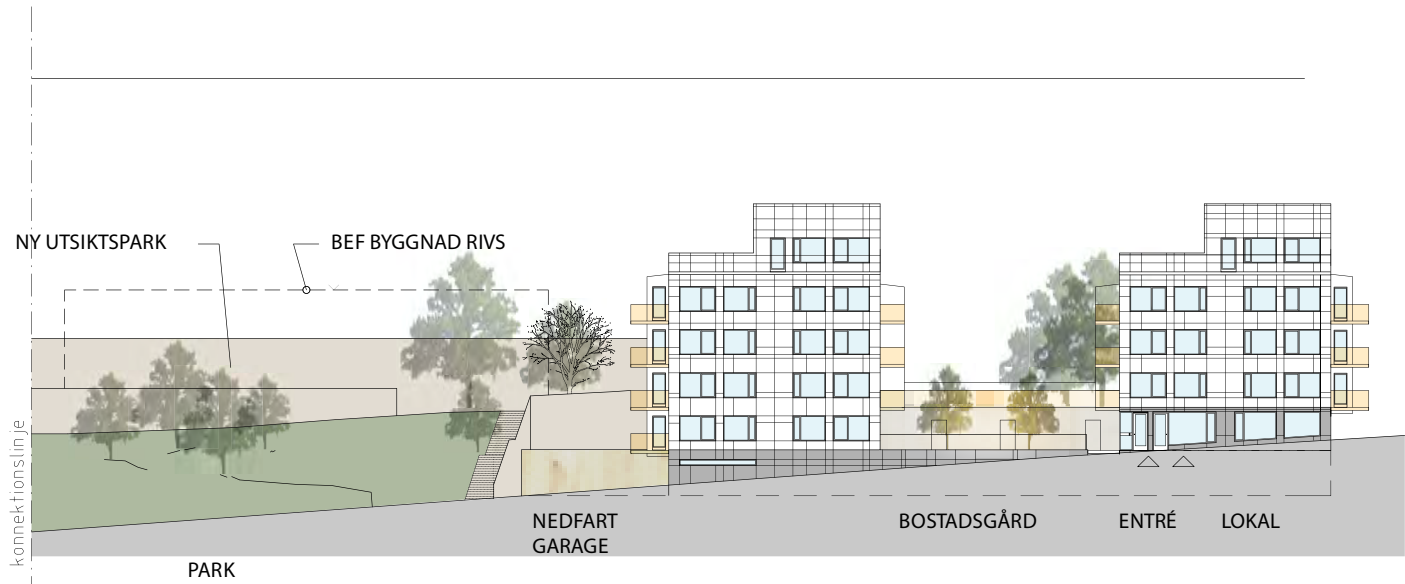 NY UTSIKTSPARK
BEF BYGGNAD RIVS
konnektionslinje
NEDFART
GARAGE
BOSTADSGÅRD
ENTRÉ
LOKAL
PARK